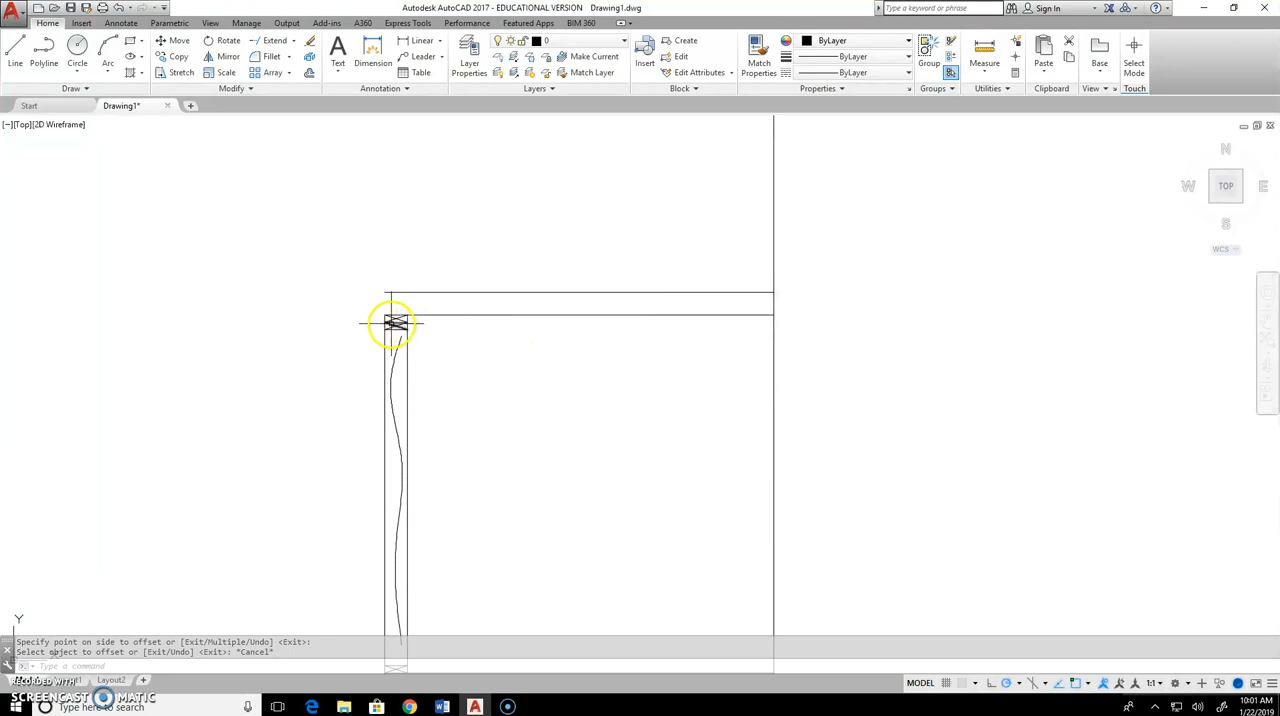 Autodesk AutoCAD 2017 - EDUCATIONAL VERSION Drawing1.dwg
Type a keyword or phrase
Sign In
Home Insert Annotate Parametric View Manage Output Add-ins A360 Express Tools Performance Featured Apps BIM 360
Line Polyline Circle Arc
Move Rotate Extend
Copy Mirror Fillet
Stretch Scale Array
Text Dimension
Linear
Leader
Table
Layer Properties
0
Make Current
Match Layer
Insert
Create
Edit
Edit Attributes
Match Properties
ByLayer
ByLayer
ByLayer
Group
Measure
Paste
Base
Select Mode
Draw Modify Annotation Layers Block Properties Groups Utilities Clipboard View Touch
Start Drawing1*
[−][Top][2D Wireframe]
N
W TOP E
S
WCS
Y
Specify point on side to offset or [Exit/Multiple/Undo] <Exit>:
Select object to offset or [Exit/Undo] <Exit>: *Cancel*
Type a command
Layout2
RECORDED WITH
SCREENCAST MATIC
MODEL
1:1
Type here to search
10:01 AM
1/22/2019